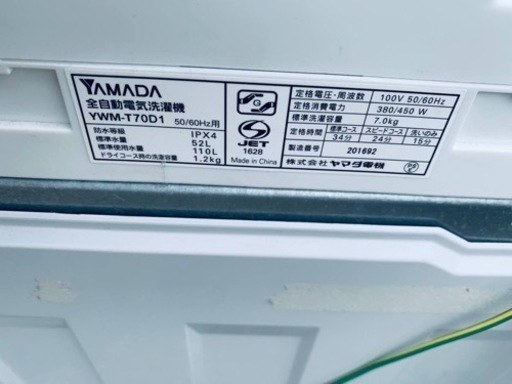 YAMADA
全自動電気洗濯機
YWM-T70D1 50/60Hz用
防水等級 IPX4
標準水量 52L
標準使用水量 110L
ドライコース時の洗濯容量 1.2kg
G
JET
1628
Made in China
定格電圧・周波数 100V 50/60Hz
定格消費電力 380/450 W
標準洗濯容量 7.0kg
標準コース スピードコース 洗いのみ
34分 24分 15分
製造番号 201692
株式会社 ヤマダ電機